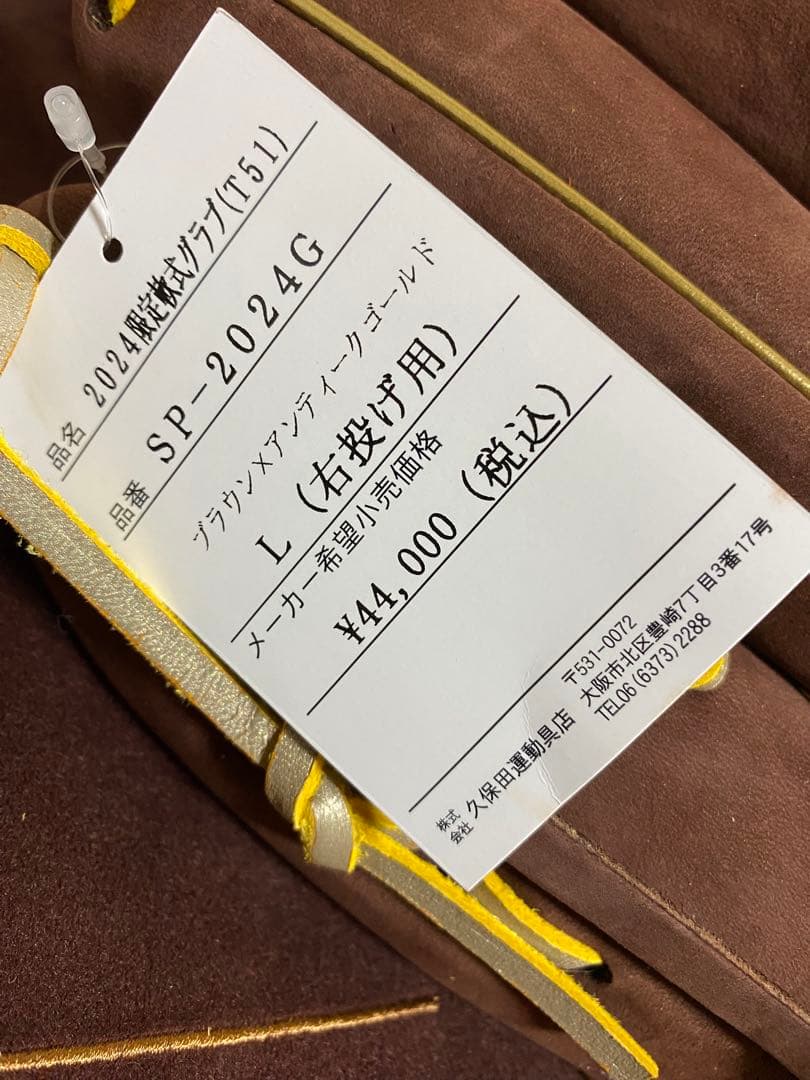 品名 2024限定軟式グラブ(T51)
品番 SP-2024G
ブラウン×アンティークゴールド
L (右投げ用)
メーカー希望小売価格
¥44,000 (税込)
〒531-0072
株式会社 久保田運動具店 大阪市北区豊崎7丁目3番17号
TEL06(6373)2288